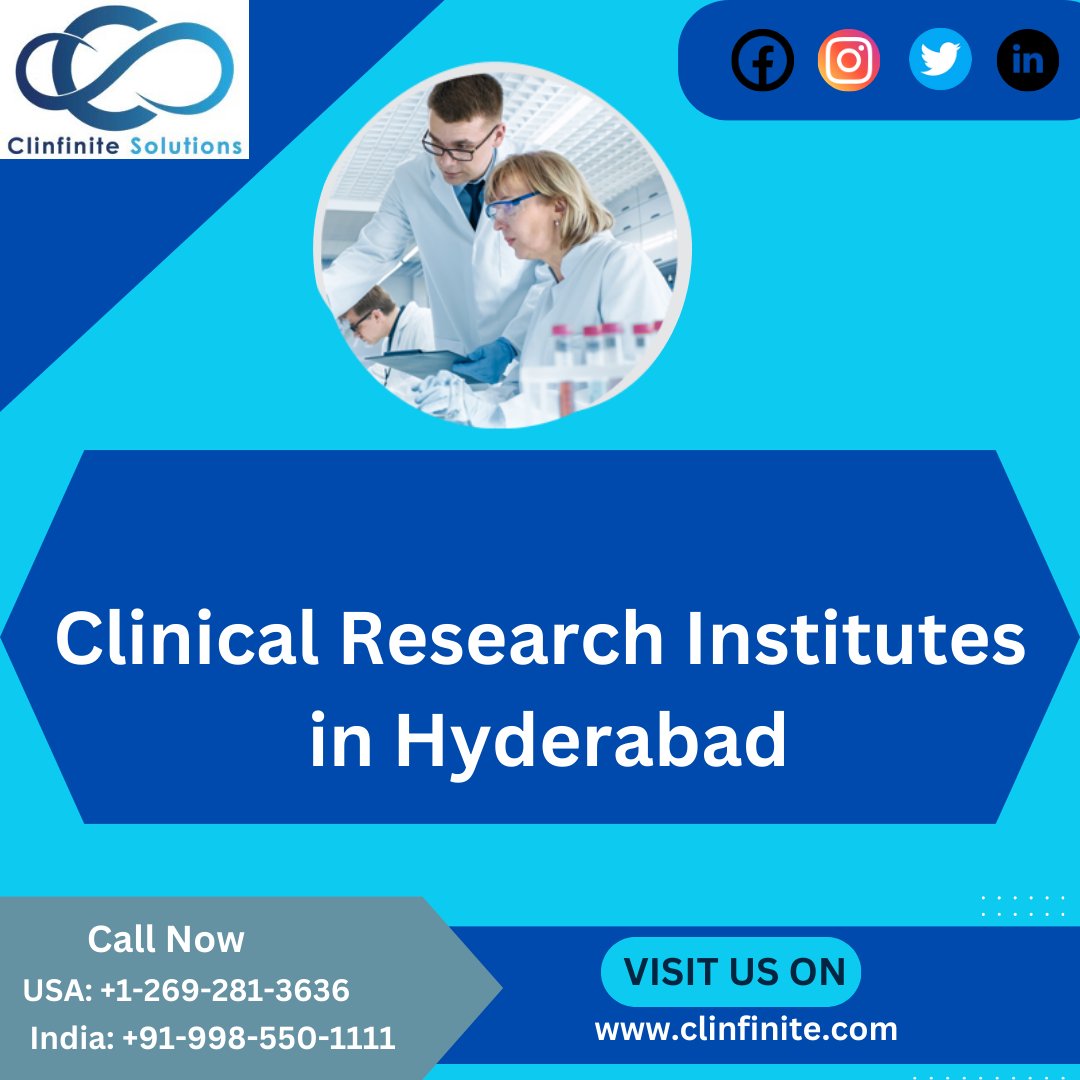 Clinfinite Solutions
Clinical Research Institutes
in Hyderabad
Call Now
USA: +1-269-281-3636
India: +91-998-550-1111
VISIT US ON
www.clinfinite.com